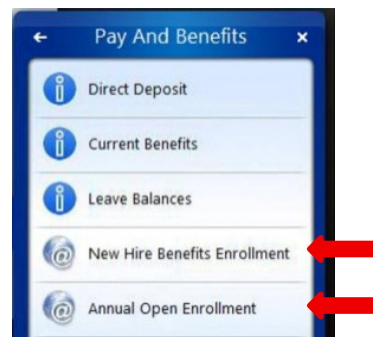 Pay And Benefits
Direct Deposit
Current Benefits
Leave Balances
New Hire Benefits Enrollment
Annual Open Enrollment